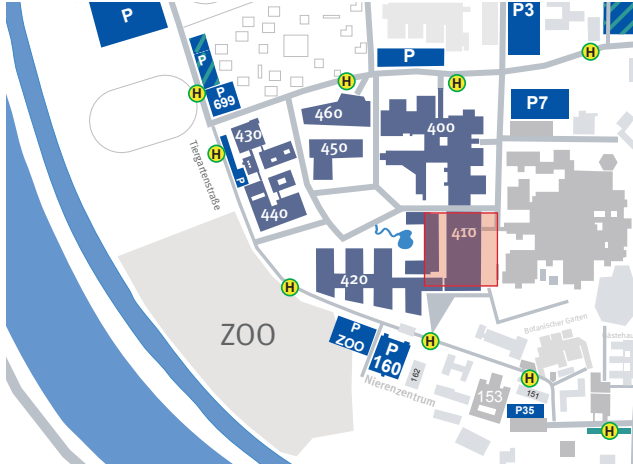 P
P3
P
H
P
H
H
H
P
699
P7
460
400
430
450
H
P
Tiergartenstraße
440
410
420
H
ZOO
P
ZOO
H
P
160
162
Botanischer Garten
Nierenzentrum
H
153
151
P35
H